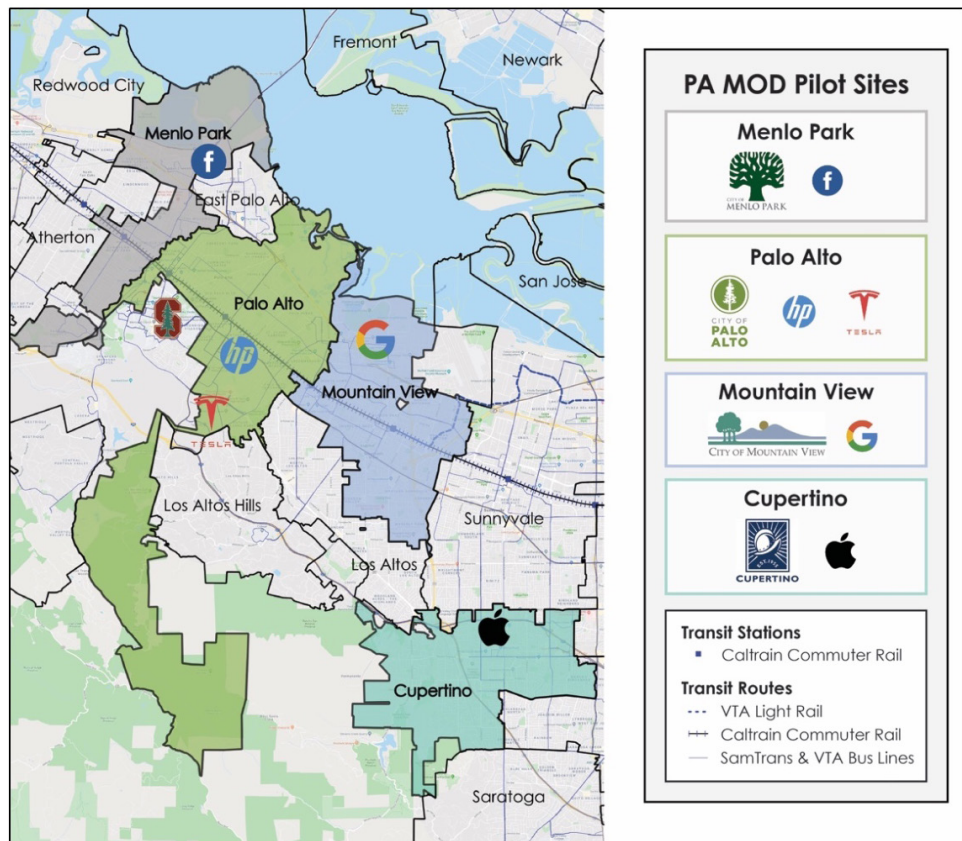 Fremont
Newark
Redwood City
Menlo Park
f
East Palo Alto
Atherton
San Jose
S
Palo Alto
G
hp
Mountain View
TESLA
Los Altos Hills
Sunnyvale
Los Altos
Cupertino
Saratoga
PA MOD Pilot Sites
Menlo Park
CITY OF
MENLO PARK
f
Palo Alto
CITY OF
PALO
ALTO
hp
TESLA
Mountain View
CITY OF MOUNTAIN VIEW
G
Cupertino
EST. 1955
CUPERTINO
Transit Stations
Caltrain Commuter Rail
Transit Routes
VTA Light Rail
Caltrain Commuter Rail
SamTrans & VTA Bus Lines